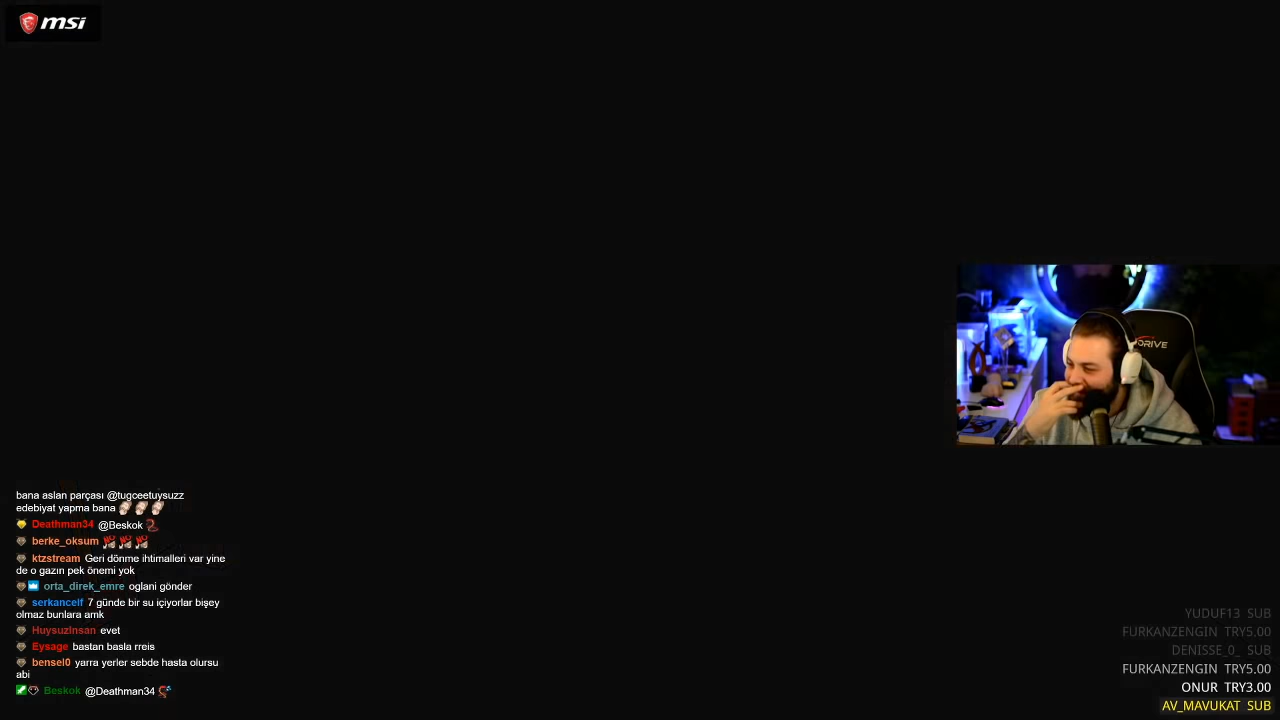 msi
DRIVE
bana aslan parçası @tugceetuysuzz
edebiyat yapma bana
Deathman34 @Beskok
berke_oksum
ktzstream Geri dönme ihtimalleri var yine
de o gazın pek önemi yok
orta_direk_emre oglani gönder
serkancelf 7 günde bir su içiyorlar bişey
olmaz bunlara amk
HuysuzInsan evet
Eysage bastan basla rreis
bensel0 yarra yerler sebde hasta olursu
abi
Beskok @Deathman34
YUDUF13 SUB
FURKANZENGIN TRY5.00
DENISSE_0_ SUB
FURKANZENGIN TRY5.00
ONUR TRY3.00
AV_MAVUKAT SUB